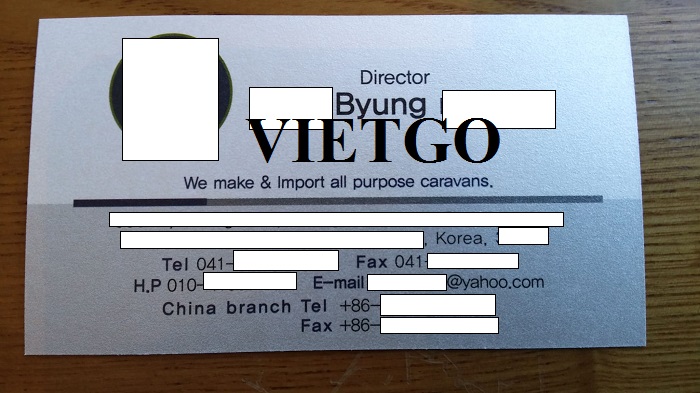 Director
Byung
VIETGO
We make & Import all purpose caravans.
, Korea,
Tel 041- Fax 041-
H.P 010- E-mail @yahoo.com
China branch Tel +86-
Fax +86-